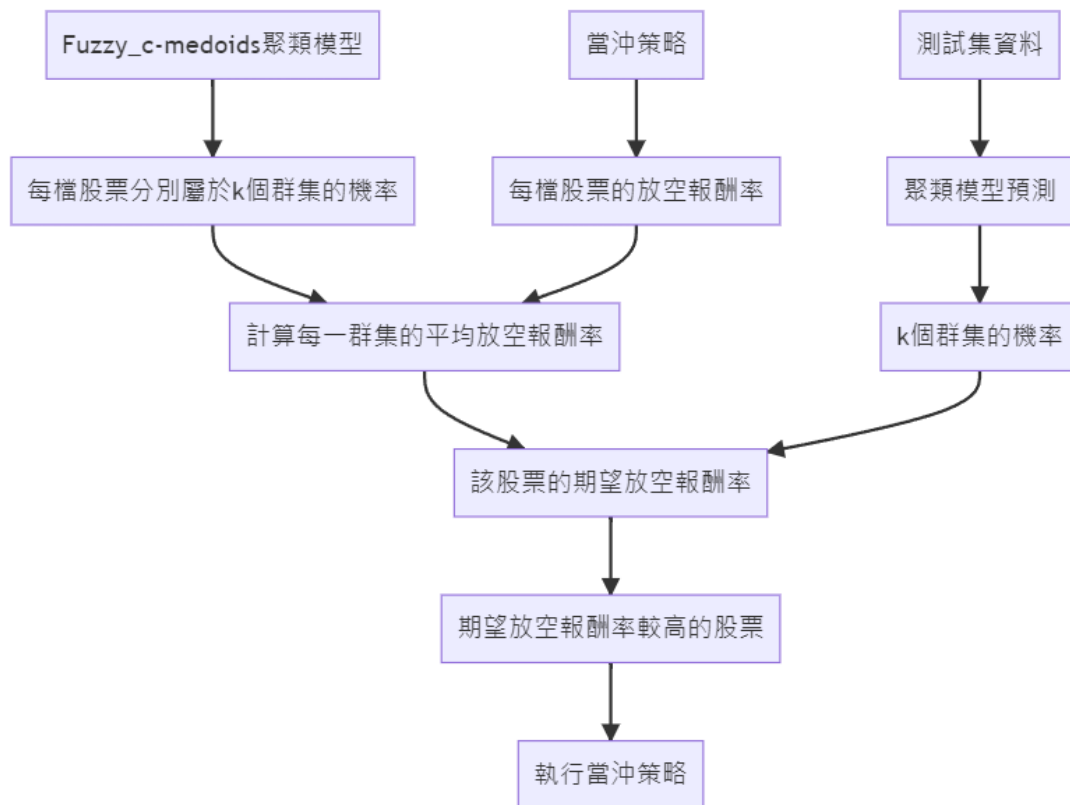 Fuzzy_c-medoids聚類模型
當沖策略
測試集資料
每檔股票分別屬於k個群集的機率
每檔股票的放空報酬率
聚類模型預測
計算每一群集的平均放空報酬率
k個群集的機率
該股票的期望放空報酬率
期望放空報酬率較高的股票
執行當沖策略